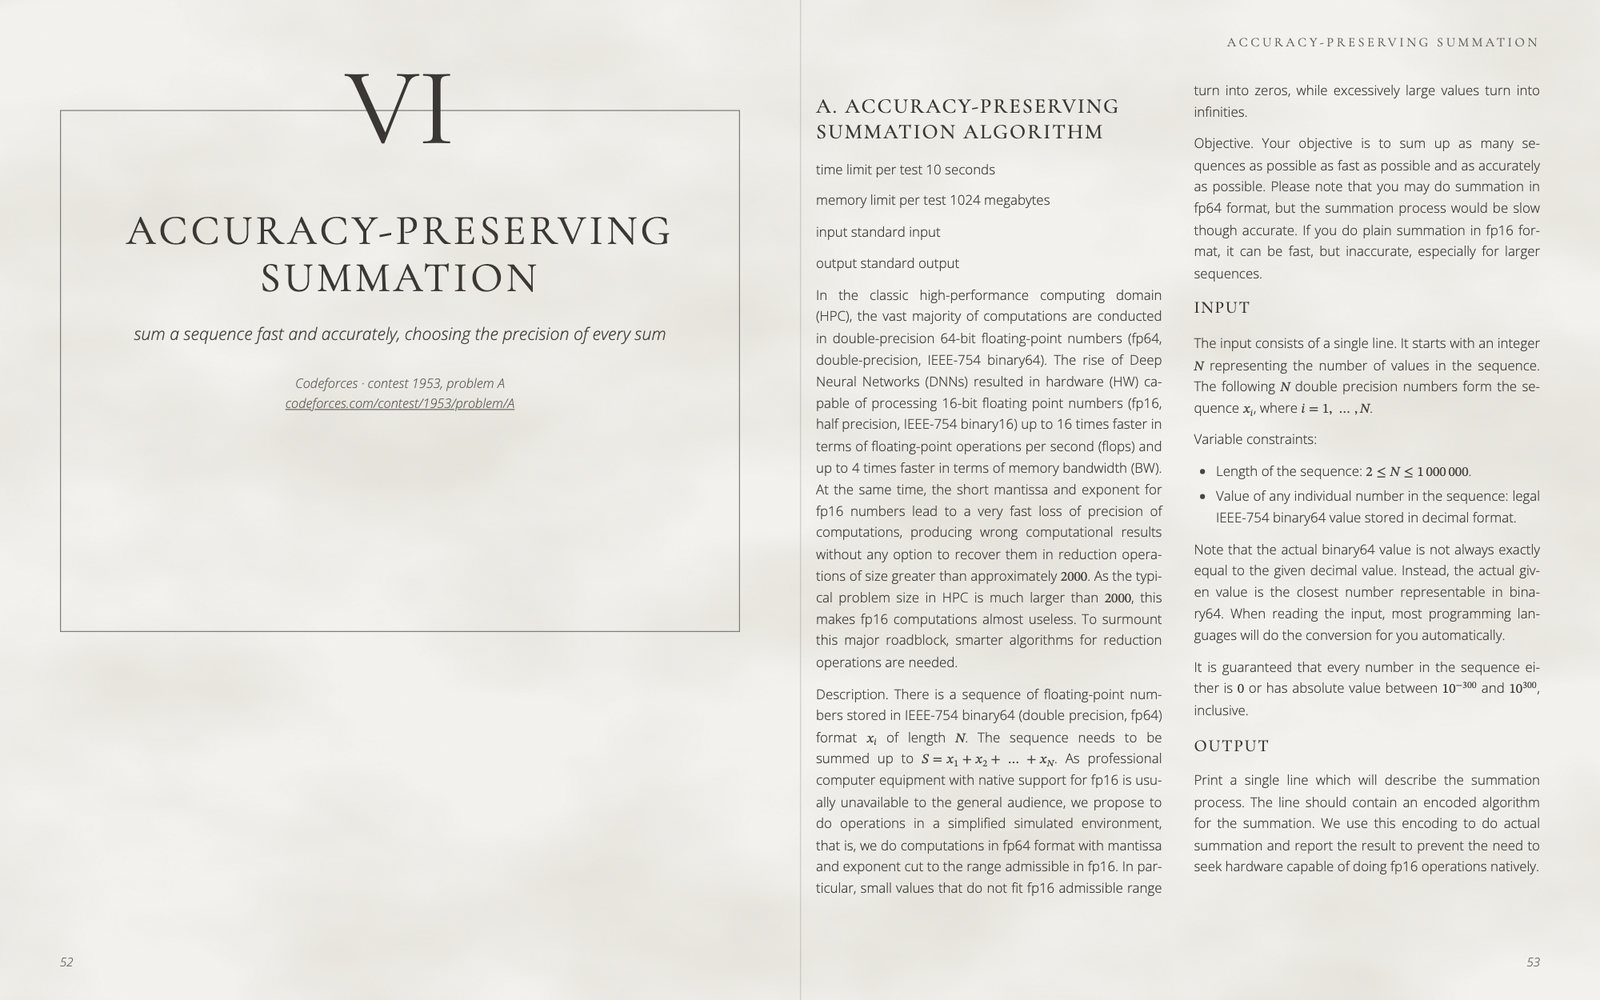 VI
ACCURACY-PRESERVING
SUMMATION
sum a sequence fast and accurately, choosing the precision of every sum
Codeforces · contest 1953, problem A
codeforces.com/contest/1953/problem/A
52
ACCURACY-PRESERVING SUMMATION
A. ACCURACY-PRESERVING
SUMMATION ALGORITHM
time limit per test 10 seconds
memory limit per test 1024 megabytes
input standard input
output standard output
In the classic high-performance computing domain
(HPC), the vast majority of computations are conducted
in double-precision 64-bit floating-point numbers (fp64,
double-precision, IEEE-754 binary64). The rise of Deep
Neural Networks (DNNs) resulted in hardware (HW) ca-
pable of processing 16-bit floating point numbers (fp16,
half precision, IEEE-754 binary16) up to 16 times faster in
terms of floating-point operations per second (flops) and
up to 4 times faster in terms of memory bandwidth (BW).
At the same time, the short mantissa and exponent for
fp16 numbers lead to a very fast loss of precision of
computations, producing wrong computational results
without any option to recover them in reduction opera-
tions of size greater than approximately 2000. As the typi-
cal problem size in HPC is much larger than 2000, this
makes fp16 computations almost useless. To surmount
this major roadblock, smarter algorithms for reduction
operations are needed.
Description. There is a sequence of floating-point num-
bers stored in IEEE-754 binary64 (double precision, fp64)
format xᵢ of length N. The sequence needs to be
summed up to S = x₁ + x₂ + … + x_N. As professional
computer equipment with native support for fp16 is usu-
ally unavailable to the general audience, we propose to
do operations in a simplified simulated environment,
that is, we do computations in fp64 format with mantissa
and exponent cut to the range admissible in fp16. In par-
ticular, small values that do not fit fp16 admissible range
turn into zeros, while excessively large values turn into
infinities.
Objective. Your objective is to sum up as many se-
quences as possible as fast as possible and as accurately
as possible. Please note that you may do summation in
fp64 format, but the summation process would be slow
though accurate. If you do plain summation in fp16 for-
mat, it can be fast, but inaccurate, especially for larger
sequences.
INPUT
The input consists of a single line. It starts with an integer
N representing the number of values in the sequence.
The following N double precision numbers form the se-
quence xᵢ, where i = 1, … , N.
Variable constraints:
• Length of the sequence: 2 ≤ N ≤ 1 000 000.
• Value of any individual number in the sequence: legal
IEEE-754 binary64 value stored in decimal format.
Note that the actual binary64 value is not always exactly
equal to the given decimal value. Instead, the actual giv-
en value is the closest number representable in bina-
ry64. When reading the input, most programming lan-
guages will do the conversion for you automatically.
It is guaranteed that every number in the sequence ei-
ther is 0 or has absolute value between 10⁻³⁰⁰ and 10³⁰⁰,
inclusive.
OUTPUT
Print a single line which will describe the summation
process. The line should contain an encoded algorithm
for the summation. We use this encoding to do actual
summation and report the result to prevent the need to
seek hardware capable of doing fp16 operations natively.
53